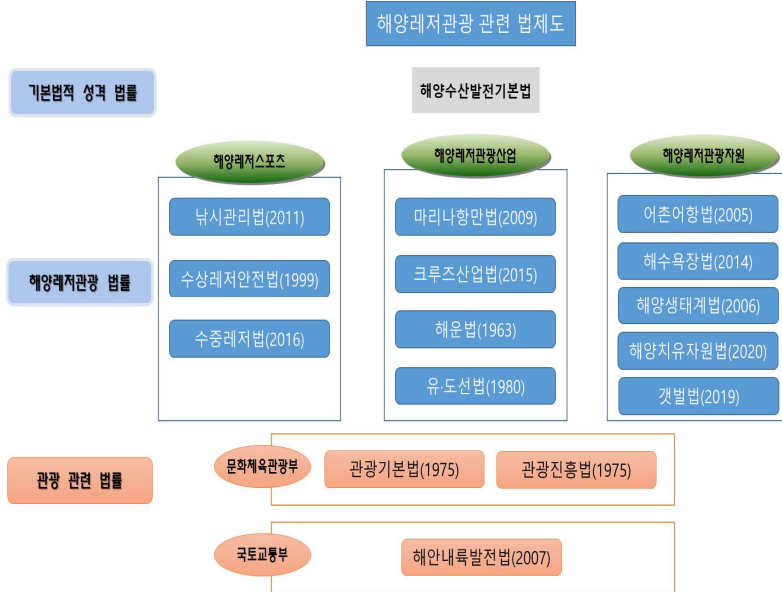 해양레저관광 관련 법제도
기본법적 성격 법률
해양수산발전기본법
해양레저스포츠
해양레저관광산업
해양레저관광자원
해양레저관광 법률
낚시관리법(2011)
수상레저안전법(1999)
수중레저법(2016)
마리나항만법(2009)
크루즈산업법(2015)
해운법(1963)
유·도선법(1980)
어촌어항법(2005)
해수욕장법(2014)
해양생태계법(2006)
해양치유자원법(2020)
갯벌법(2019)
관광 관련 법률
문화체육관광부
관광기본법(1975)
관광진흥법(1975)
국토교통부
해안내륙발전법(2007)